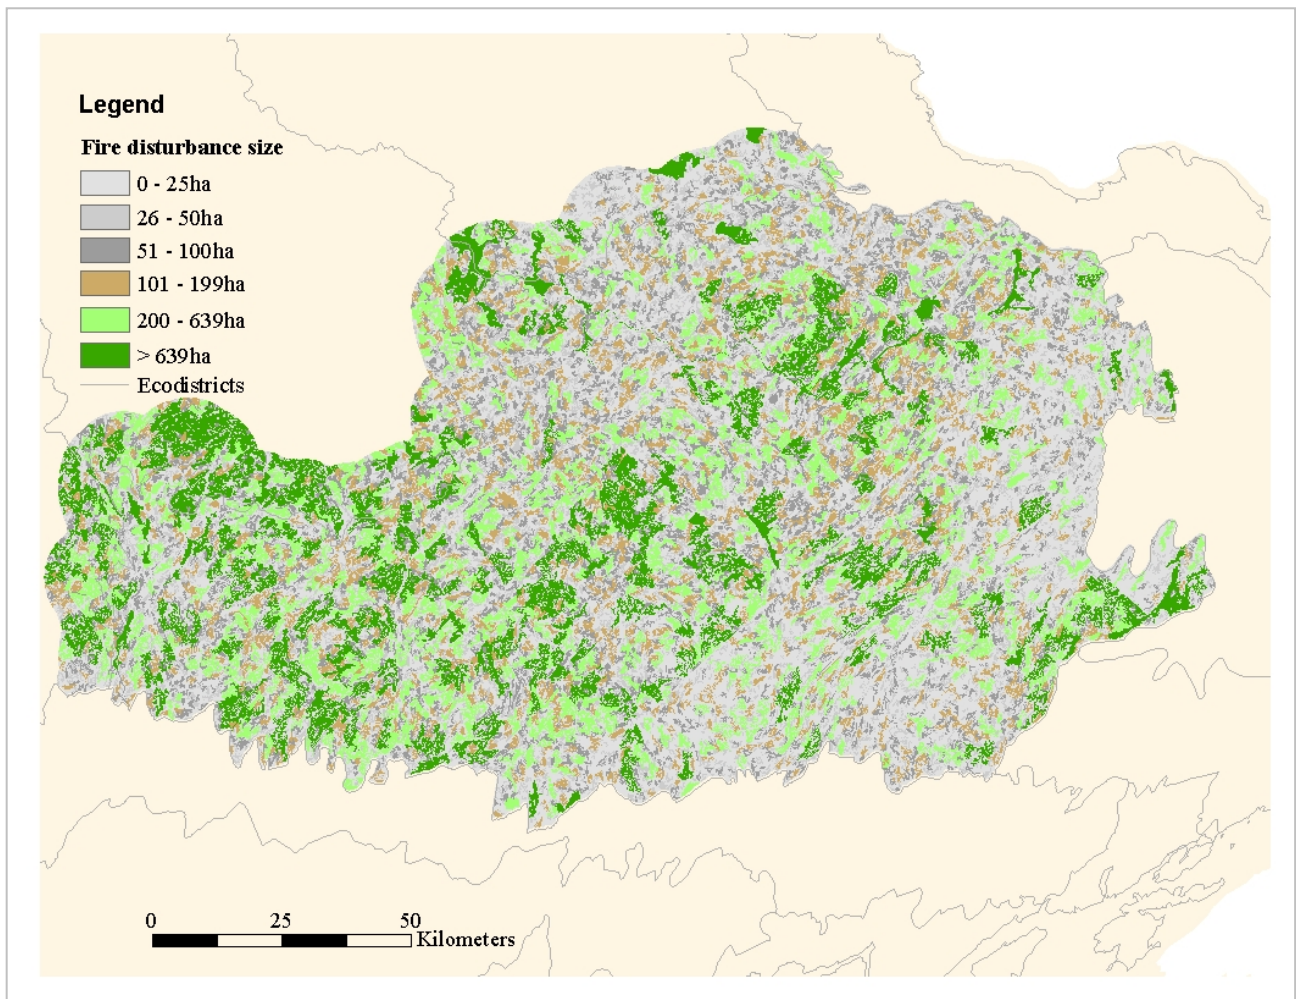 Legend
Fire disturbance size
0 - 25ha
26 - 50ha
51 - 100ha
101 - 199ha
200 - 639ha
> 639ha
Ecodistricts
0 25 50
Kilometers